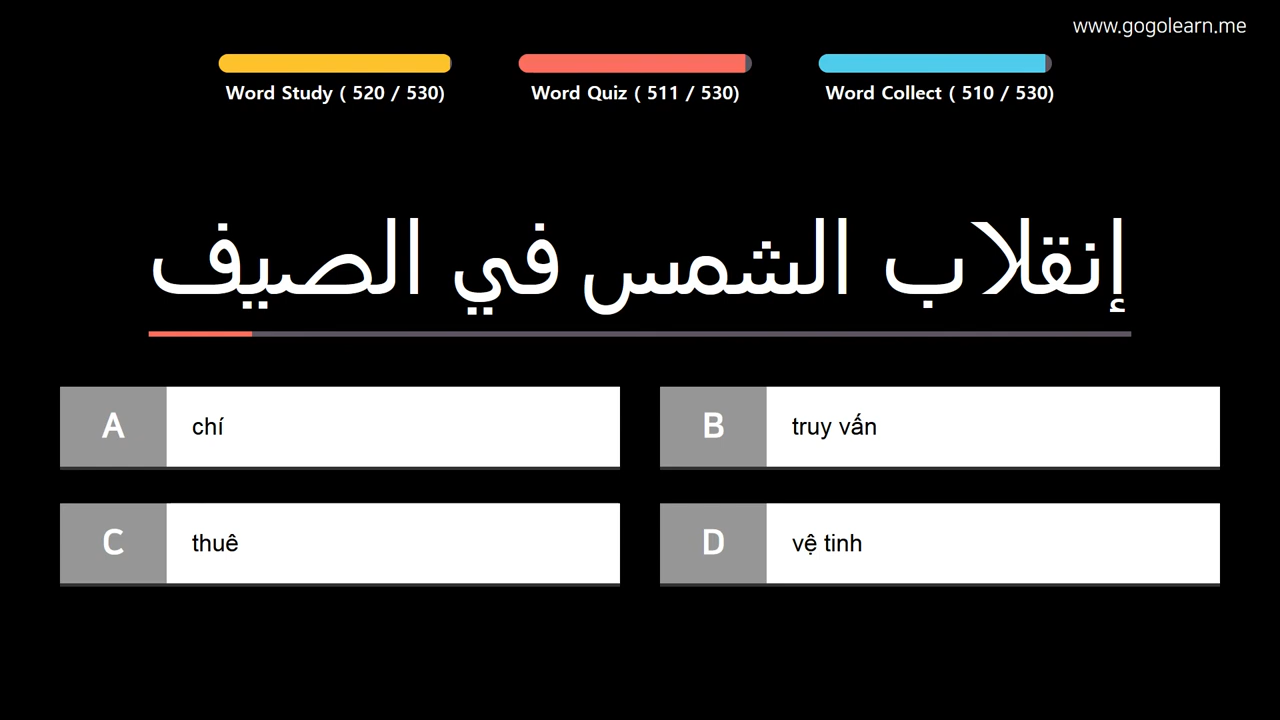 www.gogolearn.me
Word Study ( 520 / 530)
Word Quiz ( 511 / 530)
Word Collect ( 510 / 530)
إنقلاب الشمس في الصيف
A chí
B truy vấn
C thuê
D vệ tinh